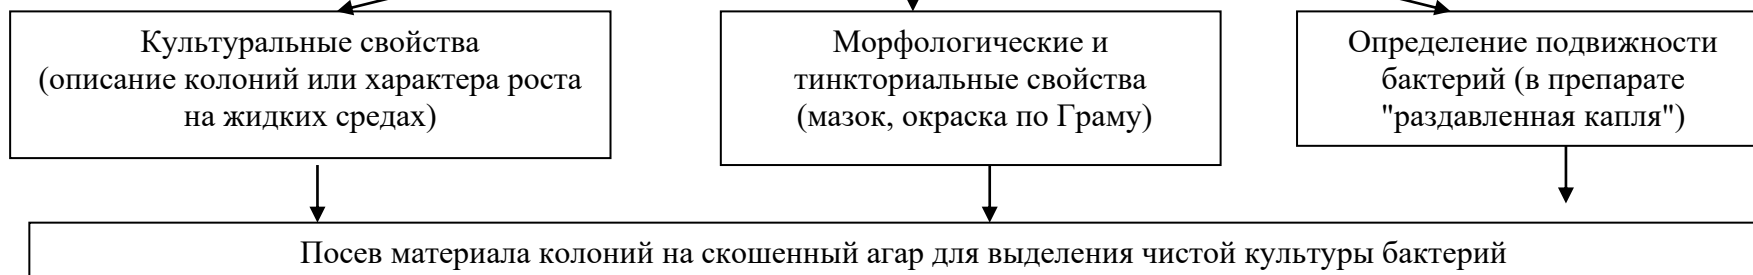 Культуральные свойства
(описание колоний или характера роста
на жидких средах)
Морфологические и
тинкториальные свойства
(мазок, окраска по Граму)
Определение подвижности
бактерий (в препарате
"раздавленная капля")
Посев материала колоний на скошенный агар для выделения чистой культуры бактерий